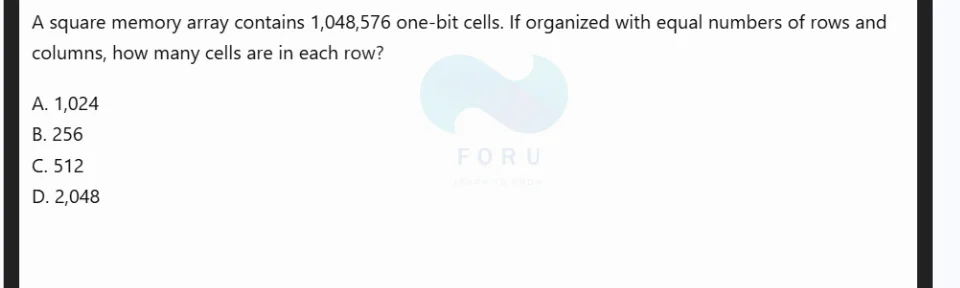 A square memory array contains 1,048,576 one-bit cells. If organized with equal numbers of rows and
columns, how many cells are in each row?
A. 1,024
B. 256
C. 512
D. 2,048
FORU